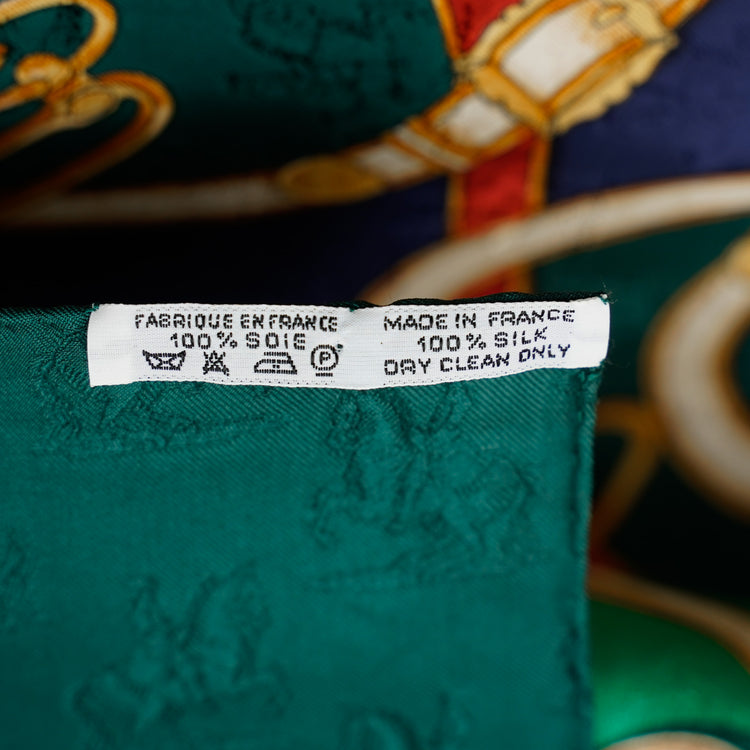 FABRIQUE EN FRANCE
100% SOIE
P
MADE IN FRANCE
100% SILK
DRY CLEAN ONLY